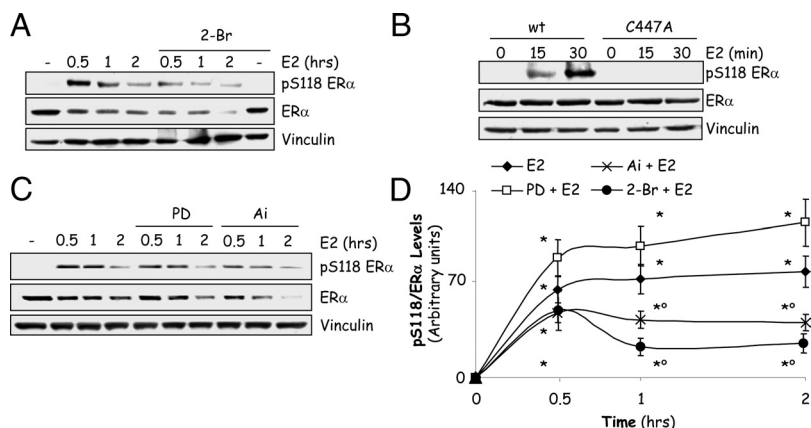 A
2-Br
- 0.5 1 2 0.5 1 2 - E2 (hrs)
pS118 ERα
ERα
Vinculin
B
wt C447A
0 15 30 0 15 30 E2 (min)
pS118 ERα
ERα
Vinculin
C
PD Ai
- 0.5 1 2 0.5 1 2 0.5 1 2 E2 (hrs)
pS118 ERα
ERα
Vinculin
D
E2 Ai + E2
PD + E2 2-Br + E2
pS118/ERα Levels
(Arbitrary units)
140
70
0
* * *
* * *
* *° *°
* *° *°
0 0.5 1 2
Time (hrs)